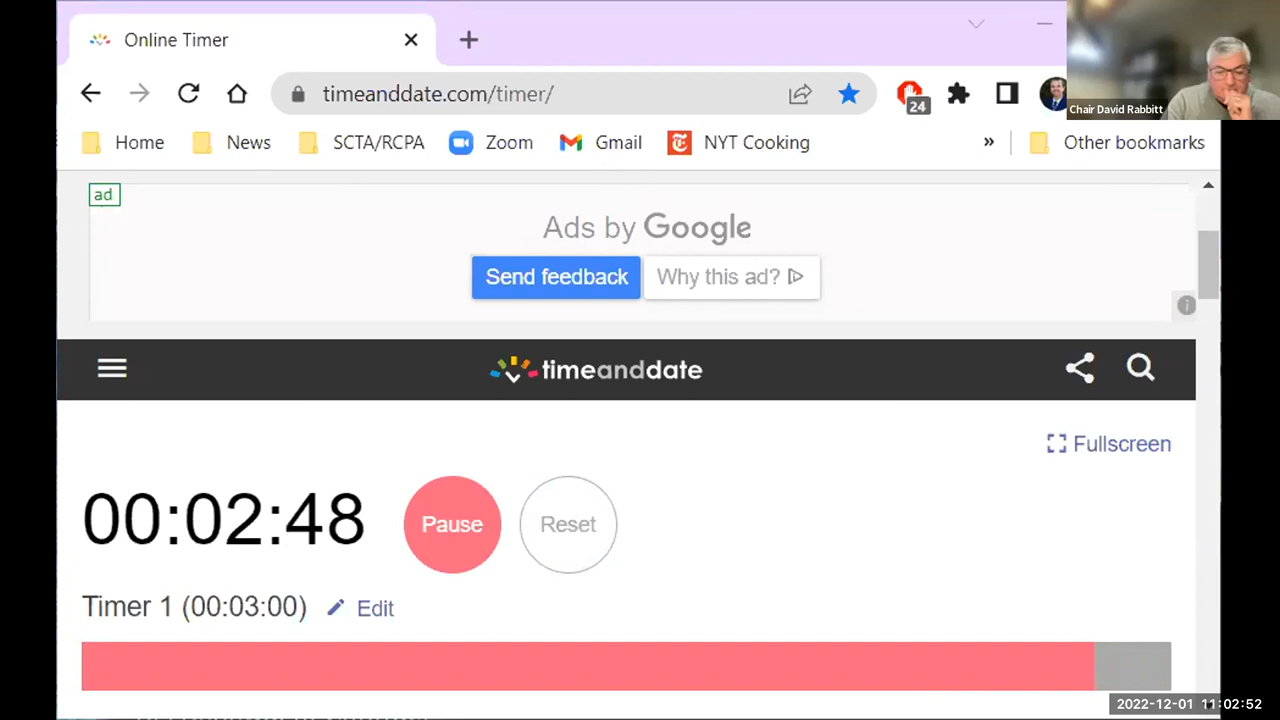 Online Timer
timeanddate.com/timer/
24
Chair David Rabbitt
Home News SCTA/RCPA Zoom Gmail NYT Cooking » Other bookmarks
ad
Ads by Google
Send feedback Why this ad?
timeanddate
Fullscreen
00:02:48 Pause Reset
Timer 1 (00:03:00) Edit
2022-12-01 11:02:52